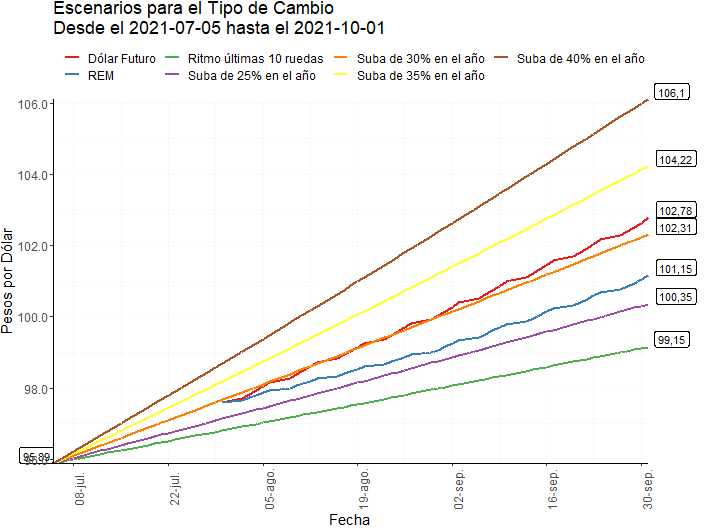 Escenarios para el Tipo de Cambio
Desde el 2021-07-05 hasta el 2021-10-01
Dólar Futuro
Ritmo últimas 10 ruedas
Suba de 30% en el año
Suba de 40% en el año
REM
Suba de 25% en el año
Suba de 35% en el año
106.0
104.0
102.0
100.0
98.0
95,89
106,1
104,22
102,78
102,31
101,15
100,35
99,15
Pesos por Dólar
08-jul.
22-jul.
05-ago.
19-ago.
02-sep.
16-sep.
30-sep.
Fecha